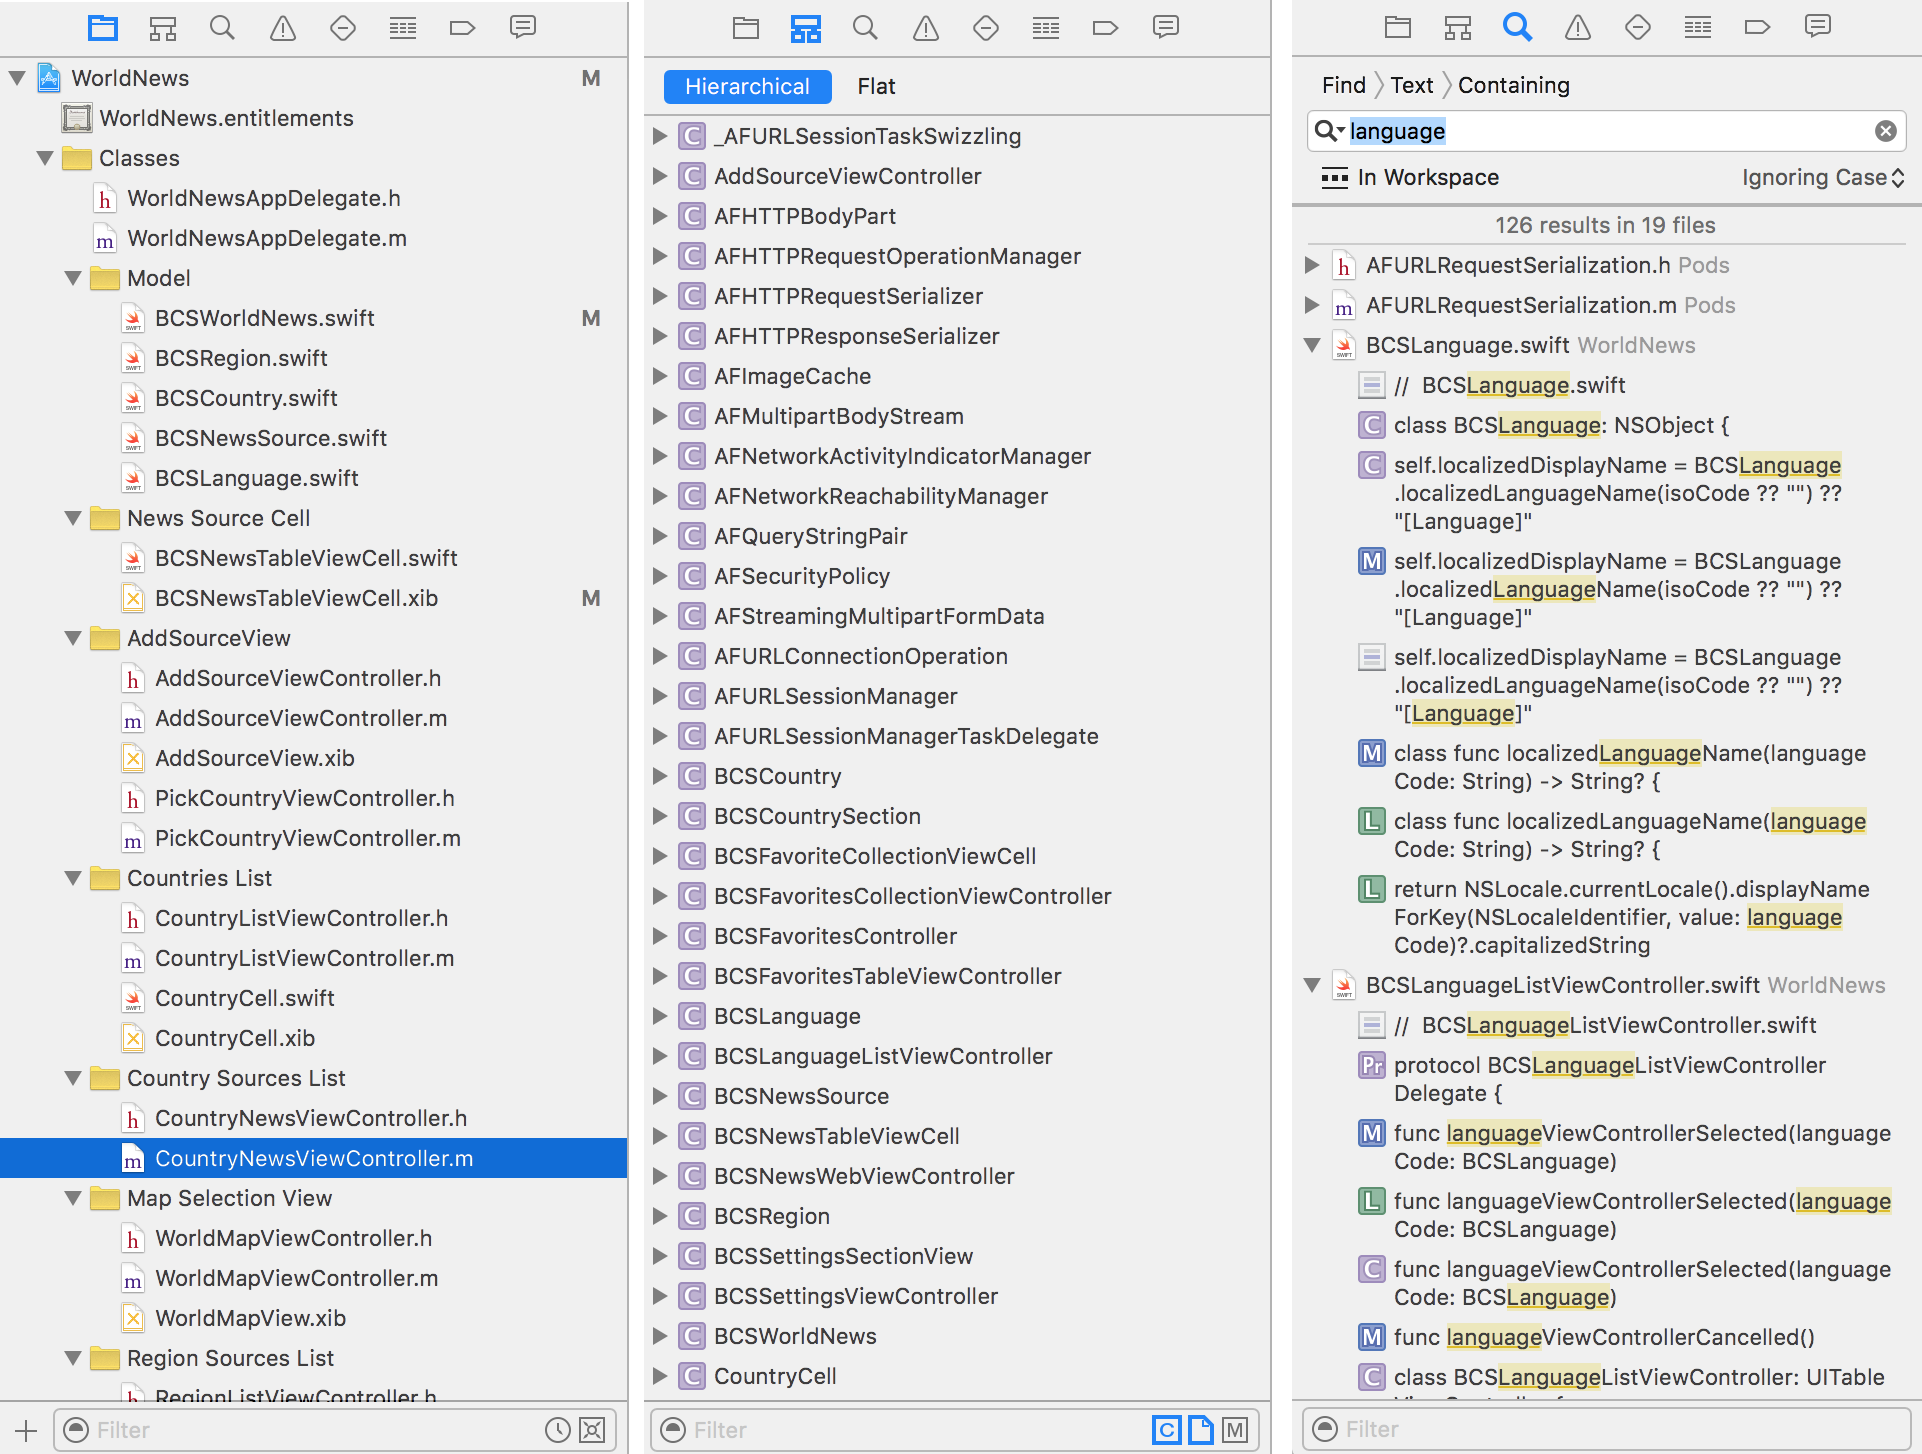 WorldNews M
WorldNews.entitlements
Classes
h WorldNewsAppDelegate.h
m WorldNewsAppDelegate.m
Model
BCSWorldNews.swift M
BCSRegion.swift
BCSCountry.swift
BCSNewsSource.swift
BCSLanguage.swift
News Source Cell
BCSNewsTableViewCell.swift
BCSNewsTableViewCell.xib M
AddSourceView
h AddSourceViewController.h
m AddSourceViewController.m
AddSourceView.xib
h PickCountryViewController.h
m PickCountryViewController.m
Countries List
h CountryListViewController.h
m CountryListViewController.m
CountryCell.swift
CountryCell.xib
Country Sources List
h CountryNewsViewController.h
m CountryNewsViewController.m
Map Selection View
h WorldMapViewController.h
m WorldMapViewController.m
WorldMapView.xib
Region Sources List
h RegionListViewController.h
Filter
Hierarchical Flat
C _AFURLSessionTaskSwizzling
C AddSourceViewController
C AFHTTPBodyPart
C AFHTTPRequestOperationManager
C AFHTTPRequestSerializer
C AFHTTPResponseSerializer
C AFImageCache
C AFMultipartBodyStream
C AFNetworkActivityIndicatorManager
C AFNetworkReachabilityManager
C AFQueryStringPair
C AFSecurityPolicy
C AFStreamingMultipartFormData
C AFURLConnectionOperation
C AFURLSessionManager
C AFURLSessionManagerTaskDelegate
C BCSCountry
C BCSCountrySection
C BCSFavoriteCollectionViewCell
C BCSFavoritesCollectionViewController
C BCSFavoritesController
C BCSFavoritesTableViewController
C BCSLanguage
C BCSLanguageListViewController
C BCSNewsSource
C BCSNewsTableViewCell
C BCSNewsWebViewController
C BCSRegion
C BCSSettingsSectionView
C BCSSettingsViewController
C BCSWorldNews
C CountryCell
Filter C M
Find Text Containing
language
In Workspace Ignoring Case
126 results in 19 files
h AFURLRequestSerialization.h Pods
m AFURLRequestSerialization.m Pods
BCSLanguage.swift WorldNews
// BCSLanguage.swift
C class BCSLanguage: NSObject {
C self.localizedDisplayName = BCSLanguage
.localizedLanguageName(isoCode ?? "") ??
"[Language]"
M self.localizedDisplayName = BCSLanguage
.localizedLanguageName(isoCode ?? "") ??
"[Language]"
self.localizedDisplayName = BCSLanguage
.localizedLanguageName(isoCode ?? "") ??
"[Language]"
M class func localizedLanguageName(language
Code: String) -> String? {
L class func localizedLanguageName(language
Code: String) -> String? {
L return NSLocale.currentLocale().displayName
ForKey(NSLocaleIdentifier, value: language
Code)?.capitalizedString
BCSLanguageListViewController.swift WorldNews
// BCSLanguageListViewController.swift
Pr protocol BCSLanguageListViewController
Delegate {
M func languageViewControllerSelected(language
Code: BCSLanguage)
L func languageViewControllerSelected(language
Code: BCSLanguage)
C func languageViewControllerSelected(language
Code: BCSLanguage)
M func languageViewControllerCancelled()
C class BCSLanguageListViewController: UITable
Filter